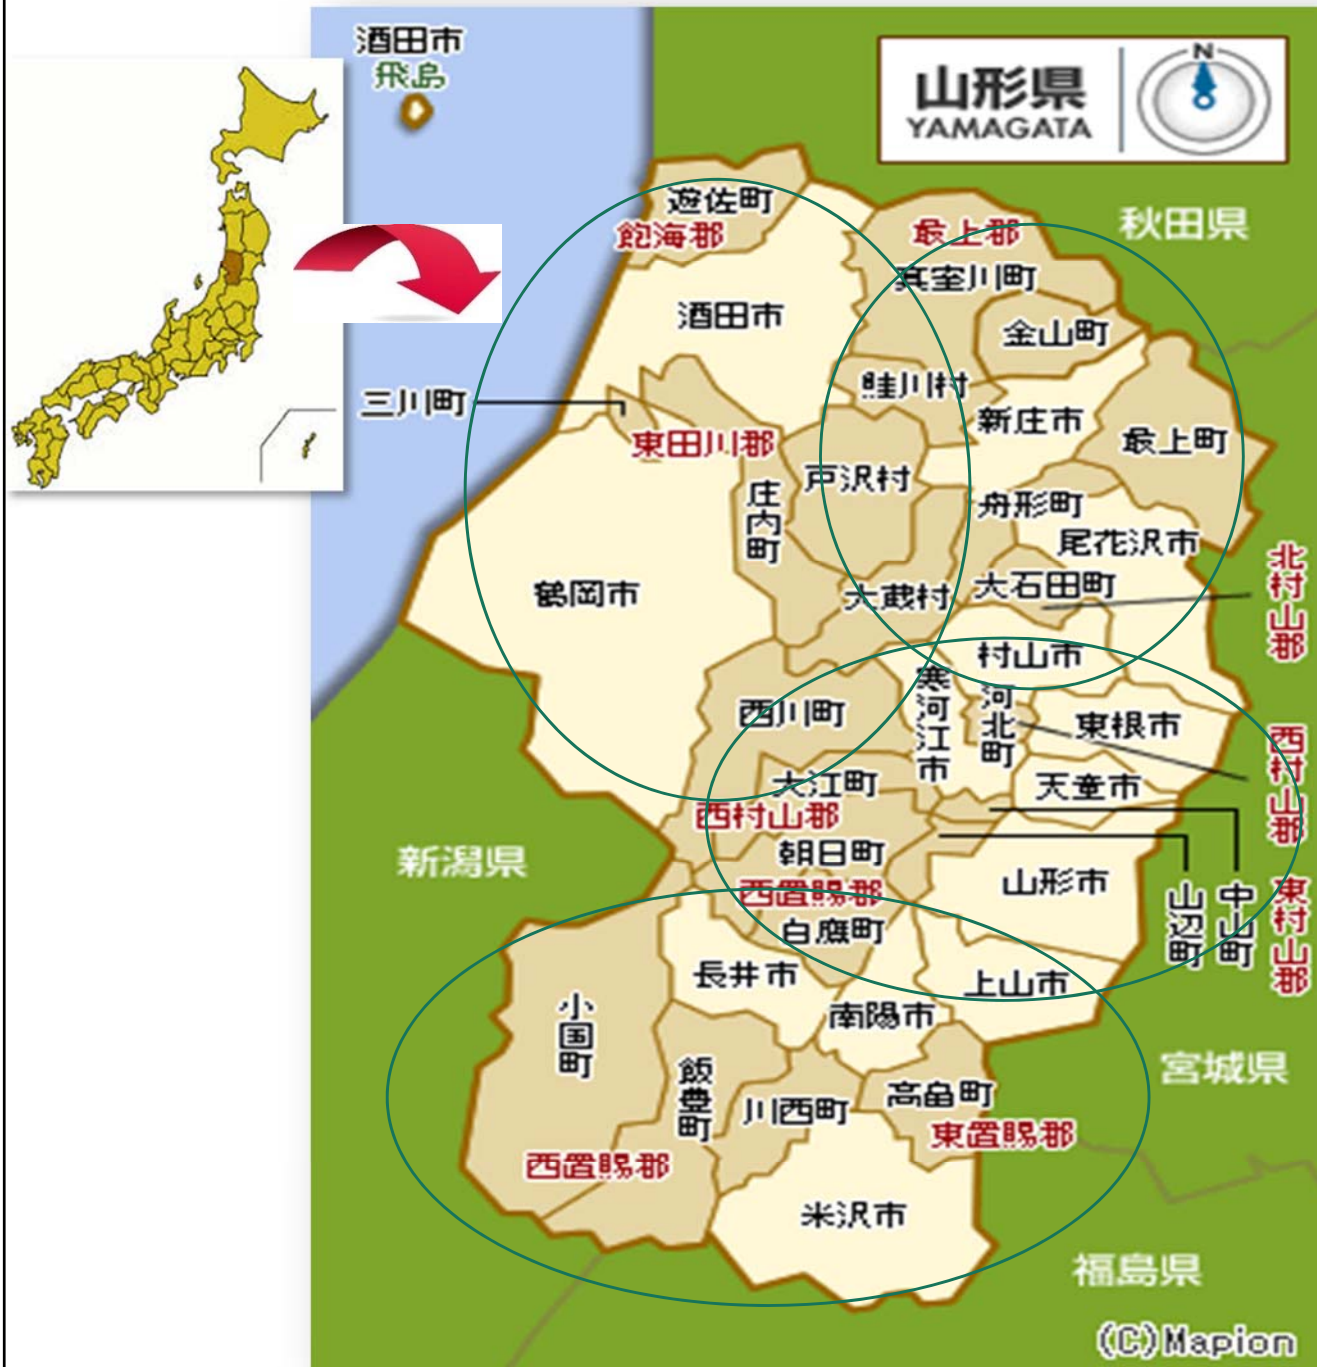 酒田市
飛島
山形県
YAMAGATA
N
遊佐町
飽海郡
最上郡
秋田県
真室川町
酒田市
金山町
鮭川村
三川町
新庄市
東田川郡
最上町
戸沢村
庄内町
舟形町
尾花沢市
鶴岡市
大蔵村
大石田町
北村山郡
村山市
西川町
寒河江市
河北町
東根市
西村山郡
大江町
天童市
西村山郡
朝日町
新潟県
山形市
西置賜郡
山辺町
中山町
東村山郡
白鷹町
長井市
上山市
南陽市
小国町
飯豊町
宮城県
川西町
高畠町
東置賜郡
西置賜郡
米沢市
福島県
(C)Mapion